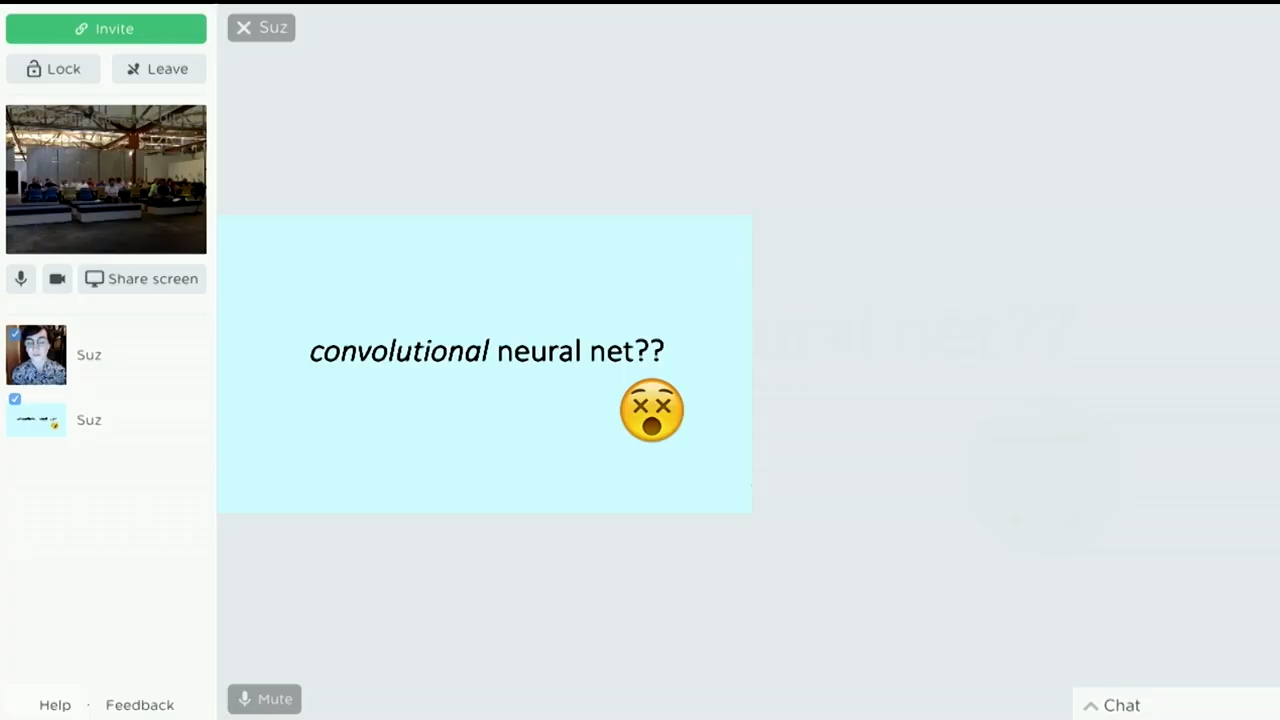 Invite
Lock
Leave
Share screen
Suz
Suz
Help · Feedback
Suz
convolutional neural net??
Mute
Chat